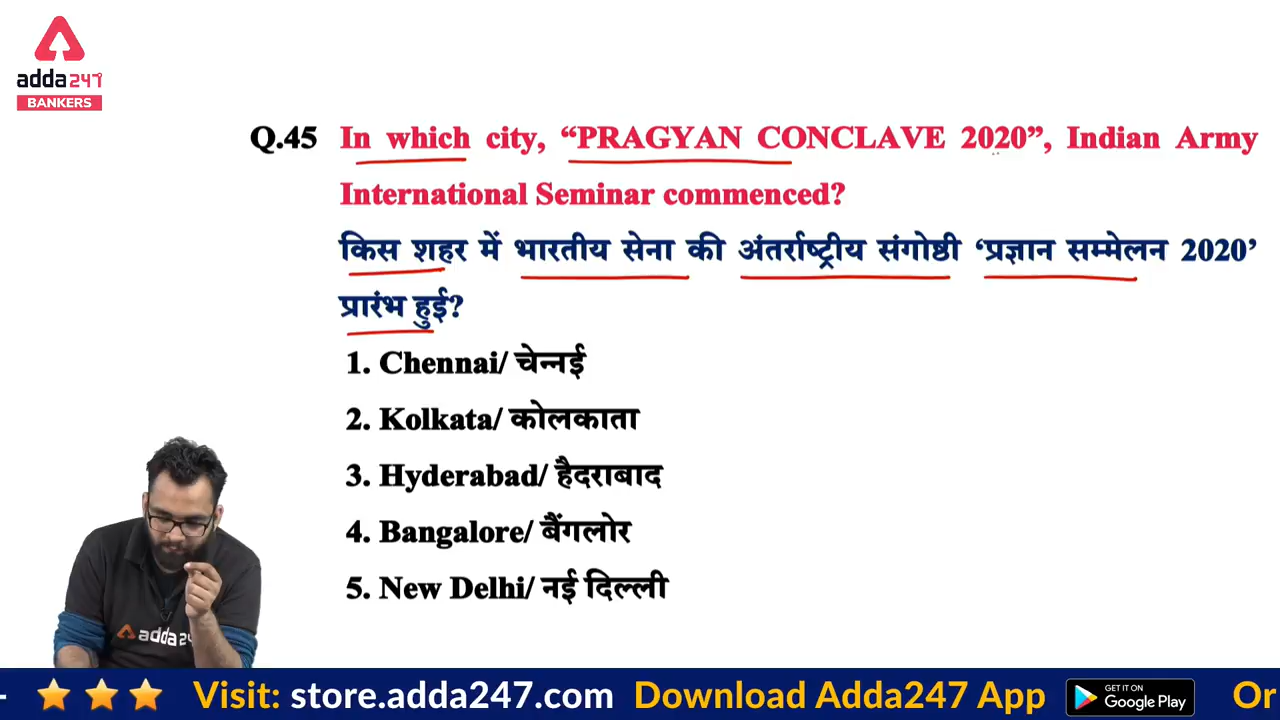 adda247
BANKERS
Q.45 In which city, “PRAGYAN CONCLAVE 2020”, Indian Army
International Seminar commenced?
किस शहर में भारतीय सेना की अंतर्राष्ट्रीय संगोष्ठी ‘प्रज्ञान सम्मेलन 2020’
प्रारंभ हुई?
1. Chennai/ चेन्नई
2. Kolkata/ कोलकाता
3. Hyderabad/ हैदराबाद
4. Bangalore/ बैंगलोर
5. New Delhi/ नई दिल्ली
adda24
Visit: store.adda247.com Download Adda247 App GET IT ON Google Play Or